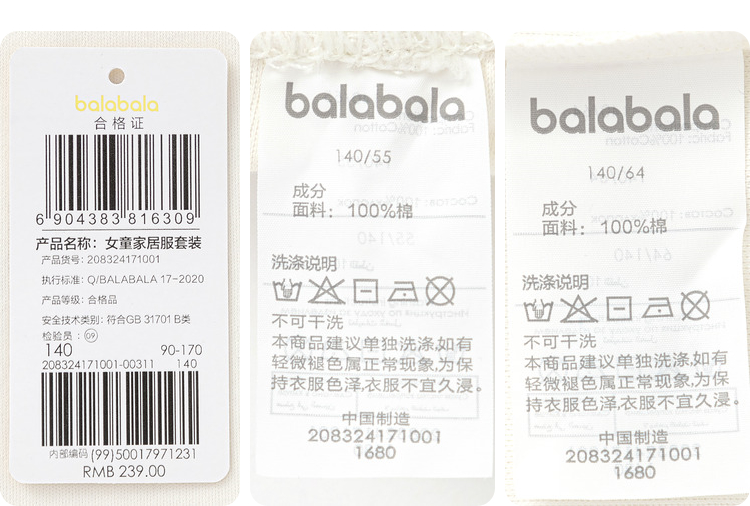 balabala
合格证
6 904383 816309
产品名称: 女童家居服套装
产品货号: 208324171001
执行标准: Q/BALABALA 17-2020
产品等级: 合格品
安全技术类别: 符合GB 31701 B类
检验员: 09
140 90-170
208324171001-00311 140
内部编码 (99)50017971231
RMB 239.00
balabala
140/55
成分
面料: 100%棉
洗涤说明
不可干洗
本商品建议单独洗涤,如有
轻微褪色属正常现象,为保
持衣服色泽,衣服不宜久浸。
中国制造
208324171001
1680
balabala
140/64
成分
面料: 100%棉
洗涤说明
不可干洗
本商品建议单独洗涤,如有
轻微褪色属正常现象,为保
持衣服色泽,衣服不宜久浸。
中国制造
208324171001
1680